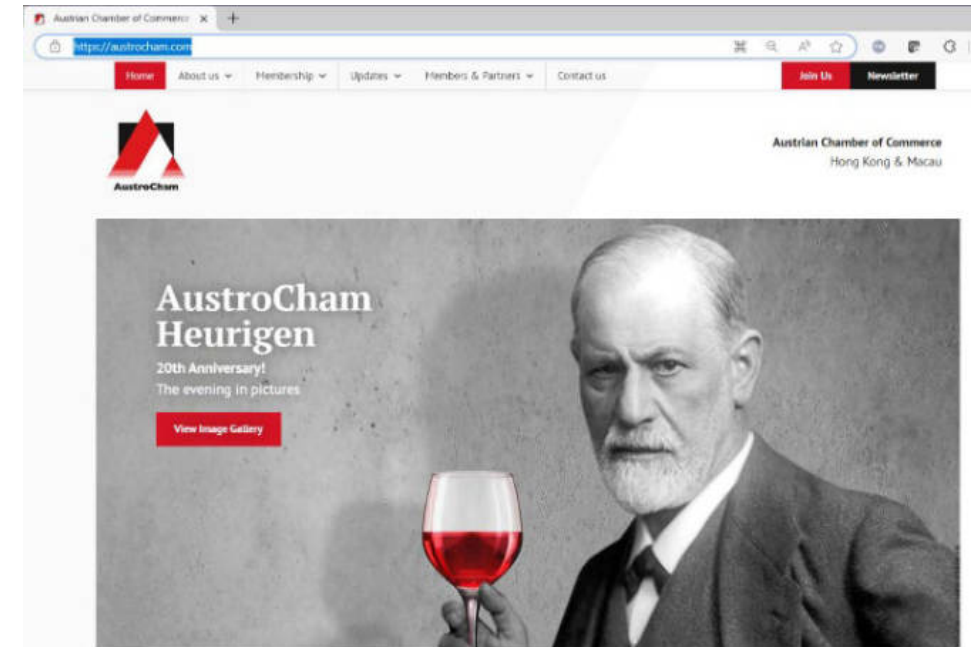 Austrian Chamber of Commerce
https://austrocham.com
Home About us Membership Updates Members & Partners Contact us Join Us Newsletter
AustroCham
Austrian Chamber of Commerce
Hong Kong & Macau
AustroCham
Heurigen
20th Anniversary!
The evening in pictures
View Image Gallery